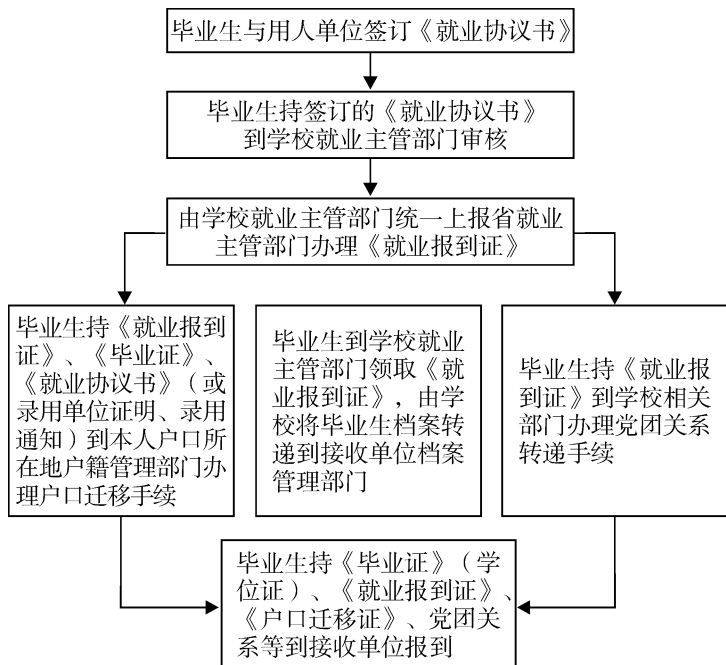 毕业生与用人单位签订《就业协议书》
毕业生持签订的《就业协议书》
到学校就业主管部门审核
由学校就业主管部门统一上报省就业
主管部门办理《就业报到证》
毕业生持《就业报到
证》、《毕业证》、
《就业协议书》（或
录用单位证明、录用
通知）到本人户口所
在地户籍管理部门办
理户口迁移手续
毕业生到学校就业
主管部门领取《就
业报到证》，由学
校将毕业生档案转
递到接收单位档案
管理部门
毕业生持《就业报
到证》到学校相关
部门办理党团关系
转递手续
毕业生持《毕业证》（学
位证）、《就业报到证》、
《户口迁移证》、党团关
系等到接收单位报到